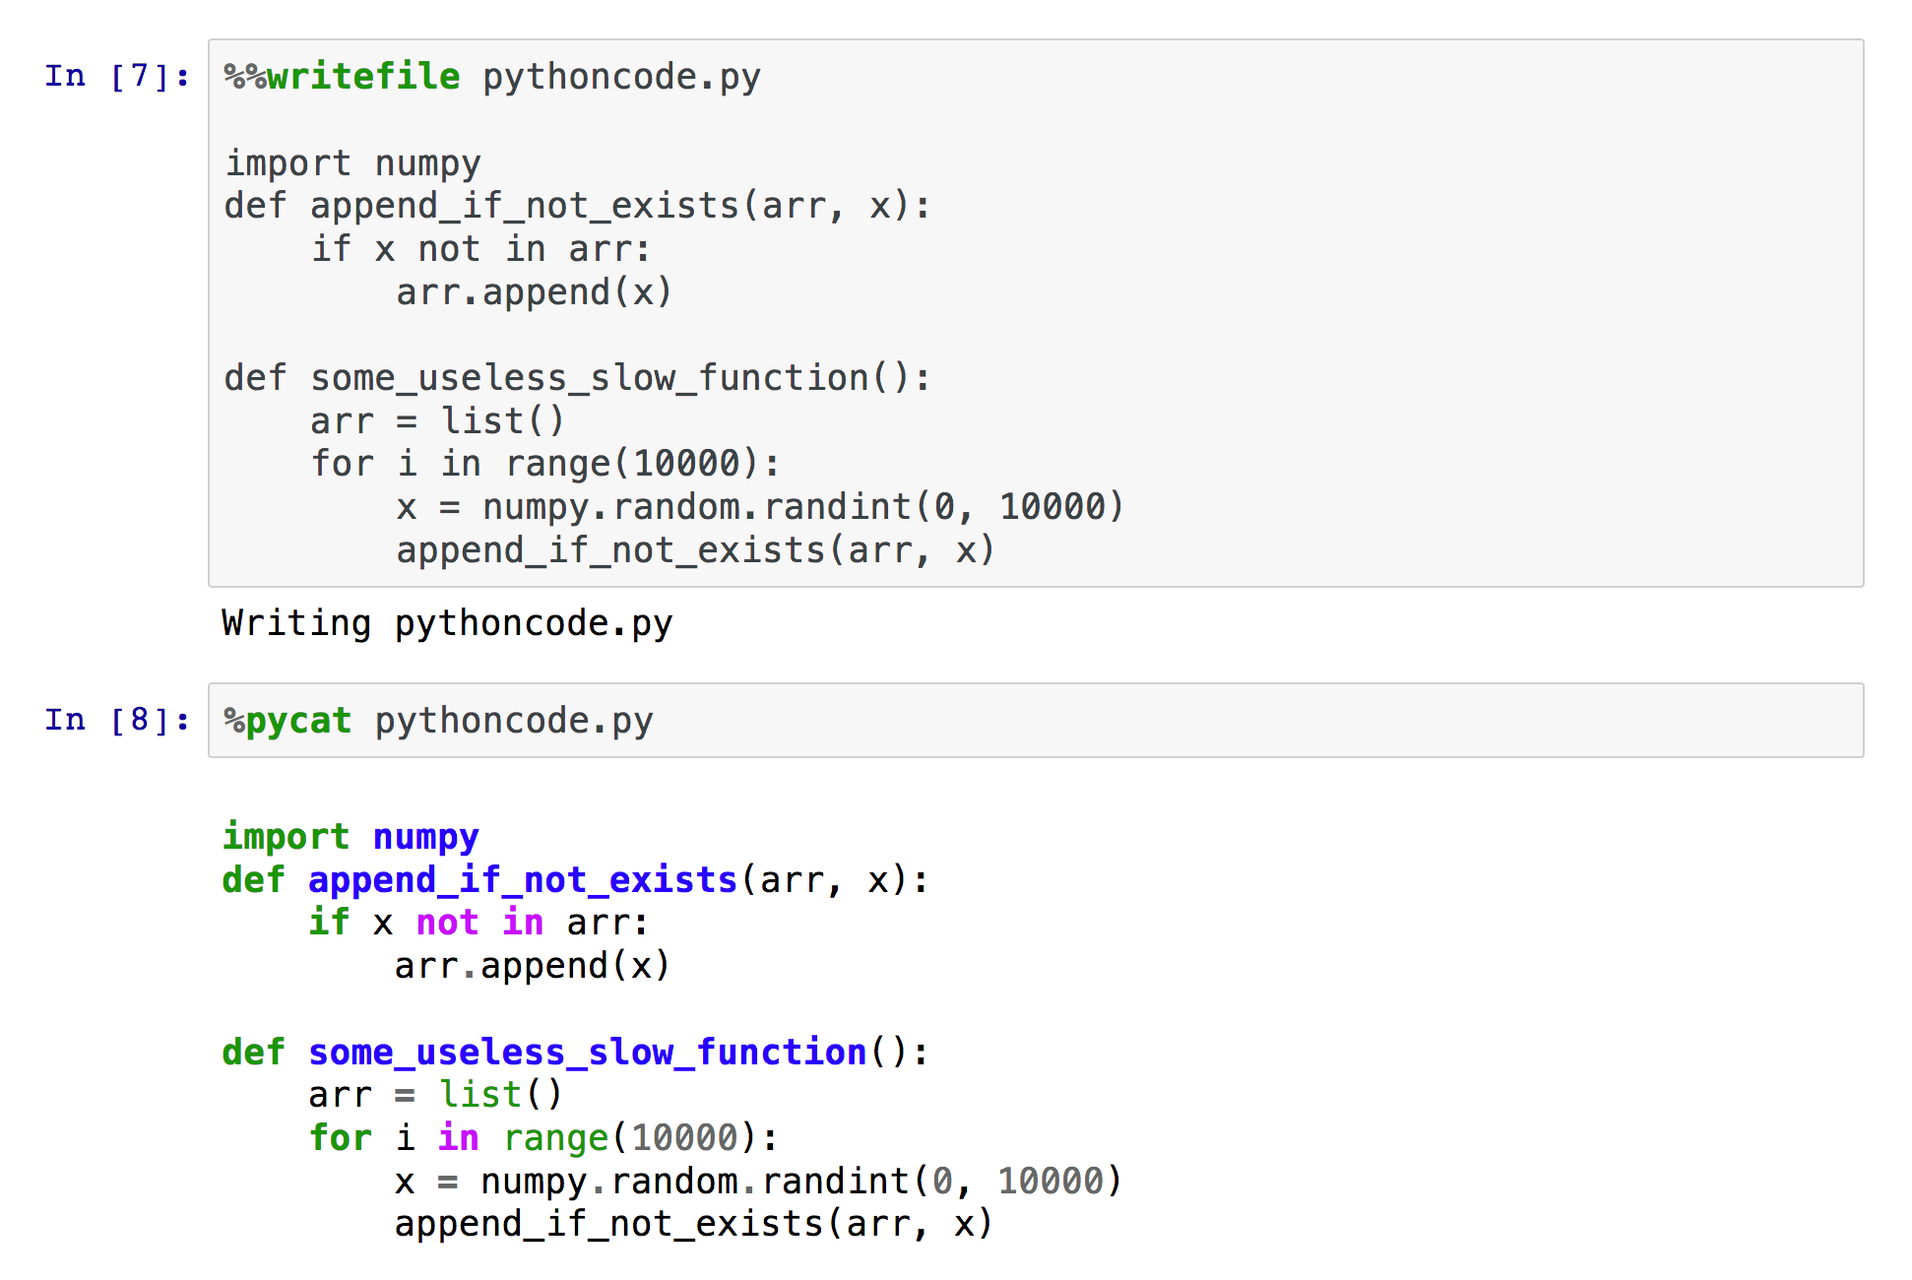 In [7]: %%writefile pythoncode.py
import numpy
def append_if_not_exists(arr, x):
    if x not in arr:
        arr.append(x)
def some_useless_slow_function():
    arr = list()
    for i in range(10000):
        x = numpy.random.randint(0, 10000)
        append_if_not_exists(arr, x)
Writing pythoncode.py
In [8]: %pycat pythoncode.py
import numpy
def append_if_not_exists(arr, x):
    if x not in arr:
        arr.append(x)
def some_useless_slow_function():
    arr = list()
    for i in range(10000):
        x = numpy.random.randint(0, 10000)
        append_if_not_exists(arr, x)